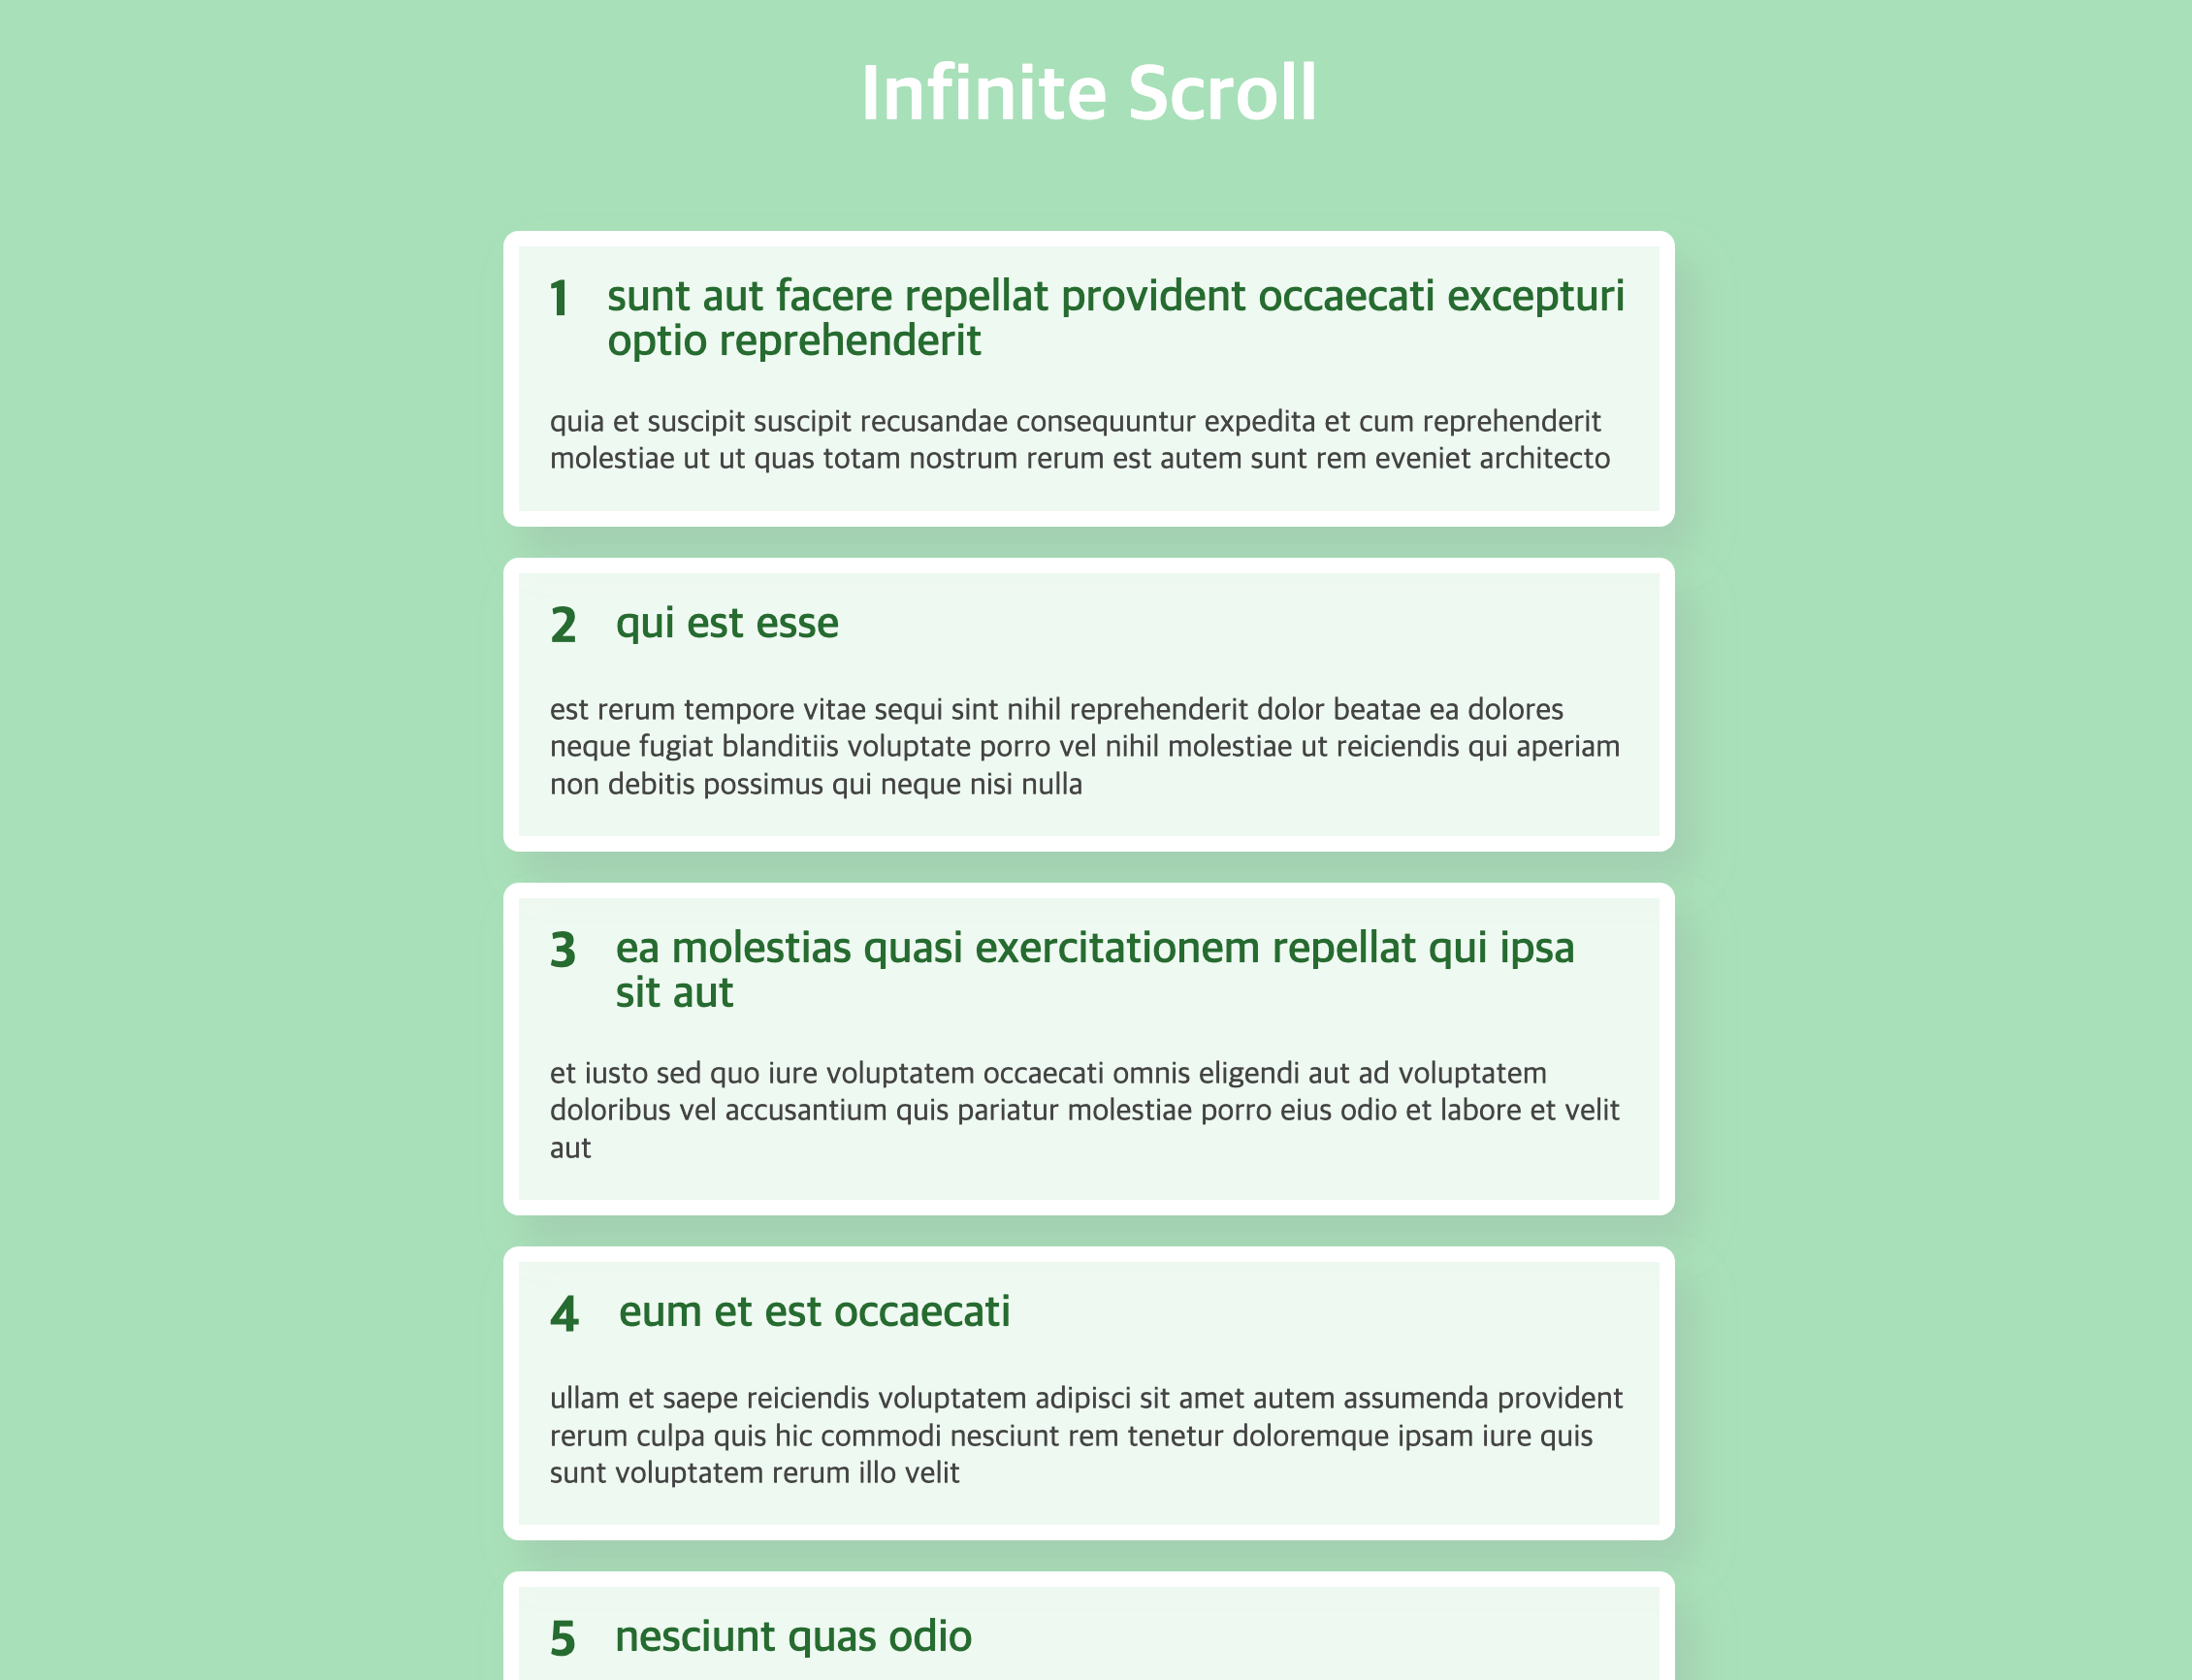 Infinite Scroll
1 sunt aut facere repellat provident occaecati excepturi
optio reprehenderit
quia et suscipit suscipit recusandae consequuntur expedita et cum reprehenderit
molestiae ut ut quas totam nostrum rerum est autem sunt rem eveniet architecto
2 qui est esse
est rerum tempore vitae sequi sint nihil reprehenderit dolor beatae ea dolores
neque fugiat blanditiis voluptate porro vel nihil molestiae ut reiciendis qui aperiam
non debitis possimus qui neque nisi nulla
3 ea molestias quasi exercitationem repellat qui ipsa
sit aut
et iusto sed quo iure voluptatem occaecati omnis eligendi aut ad voluptatem
doloribus vel accusantium quis pariatur molestiae porro eius odio et labore et velit
aut
4 eum et est occaecati
ullam et saepe reiciendis voluptatem adipisci sit amet autem assumenda provident
rerum culpa quis hic commodi nesciunt rem tenetur doloremque ipsam iure quis
sunt voluptatem rerum illo velit
5 nesciunt quas odio